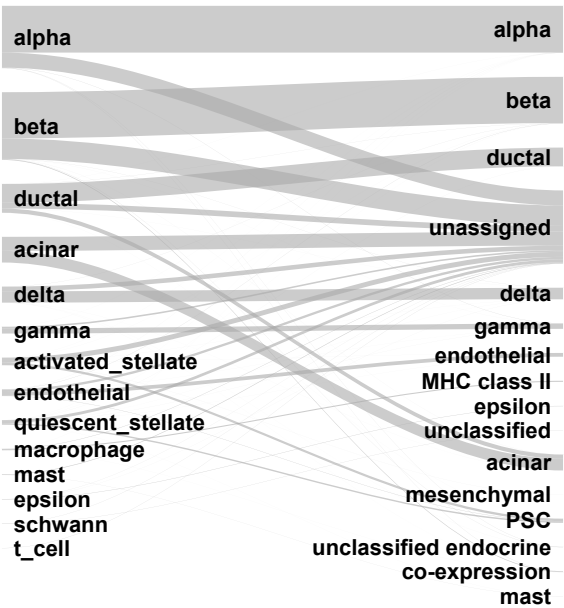 alpha
beta
ductal
acinar
delta
gamma
activated_stellate
endothelial
quiescent_stellate
macrophage
mast
epsilon
schwann
t_cell
alpha
beta
ductal
unassigned
delta
gamma
endothelial
MHC class II
epsilon
unclassified
acinar
mesenchymal
PSC
unclassified endocrine
co-expression
mast